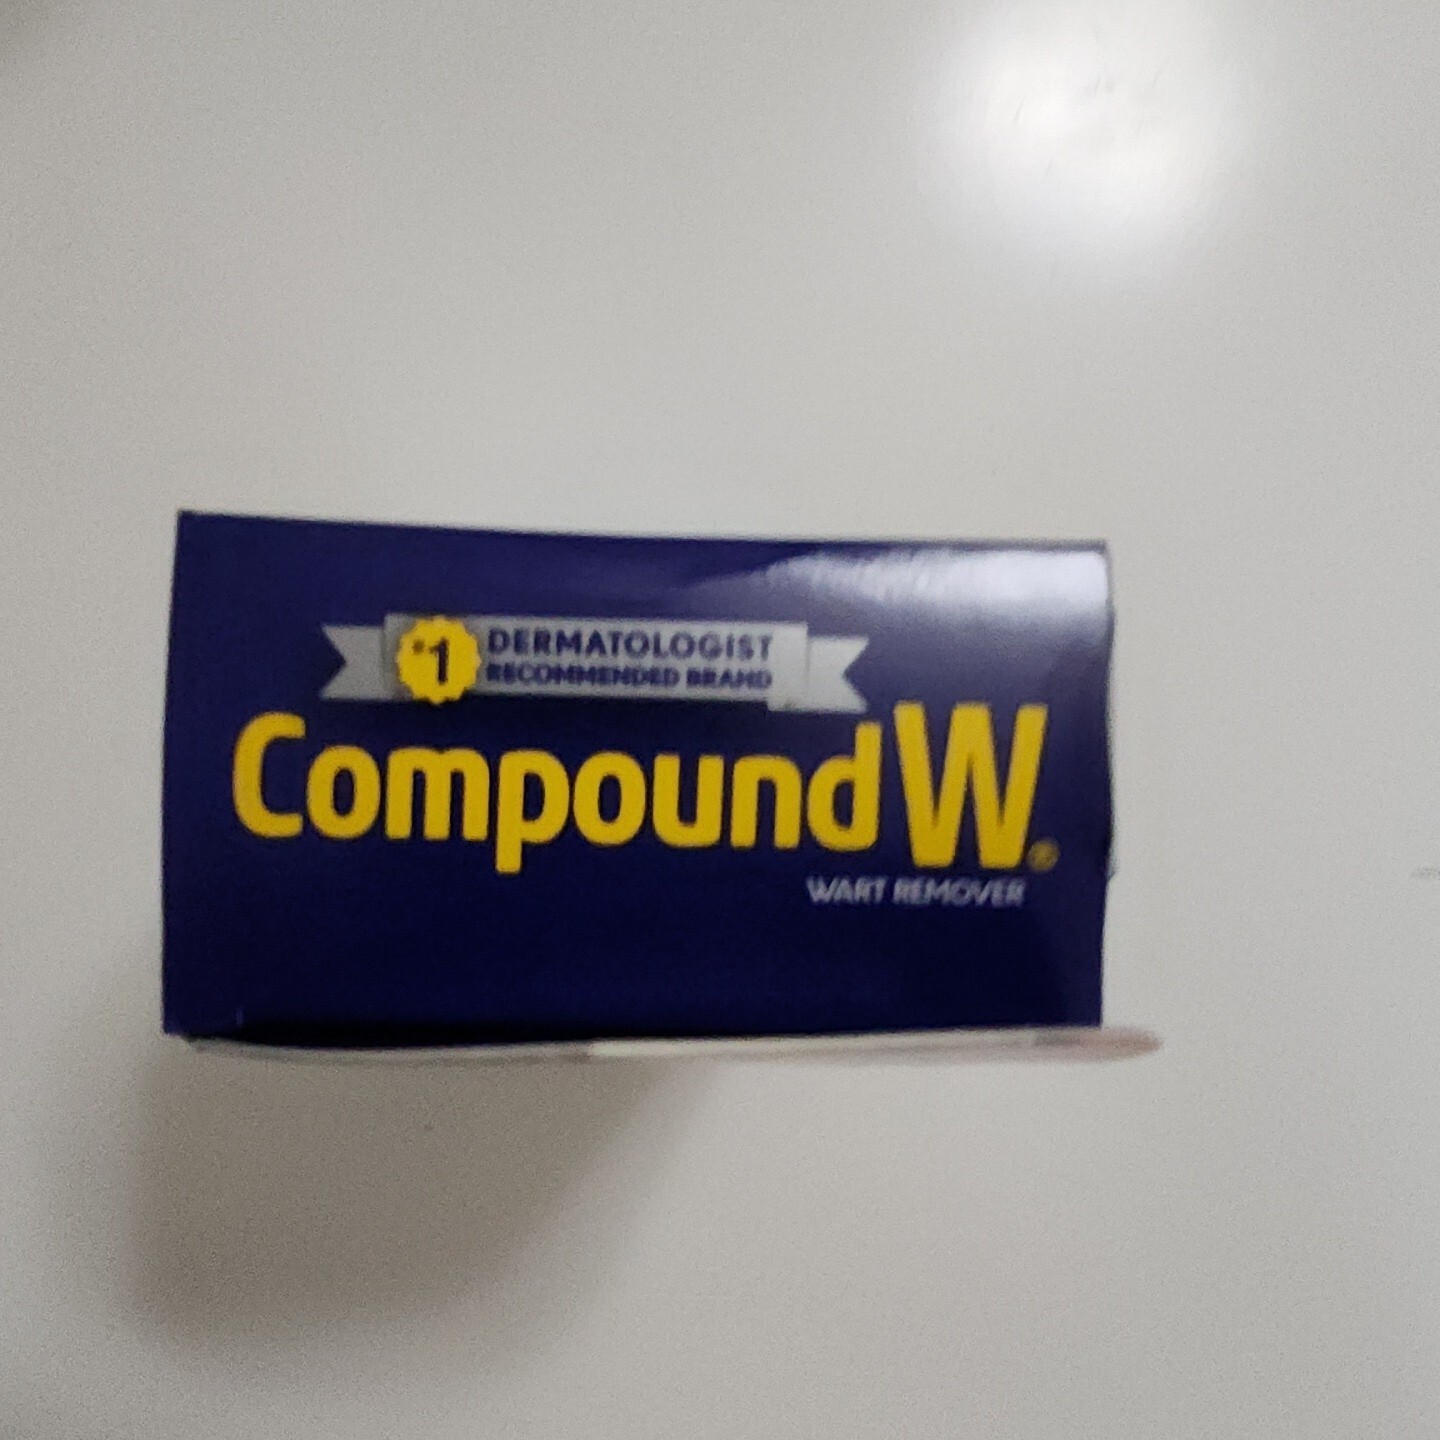 #1 DERMATOLOGIST
RECOMMENDED BRAND
Compound W®
WART REMOVER